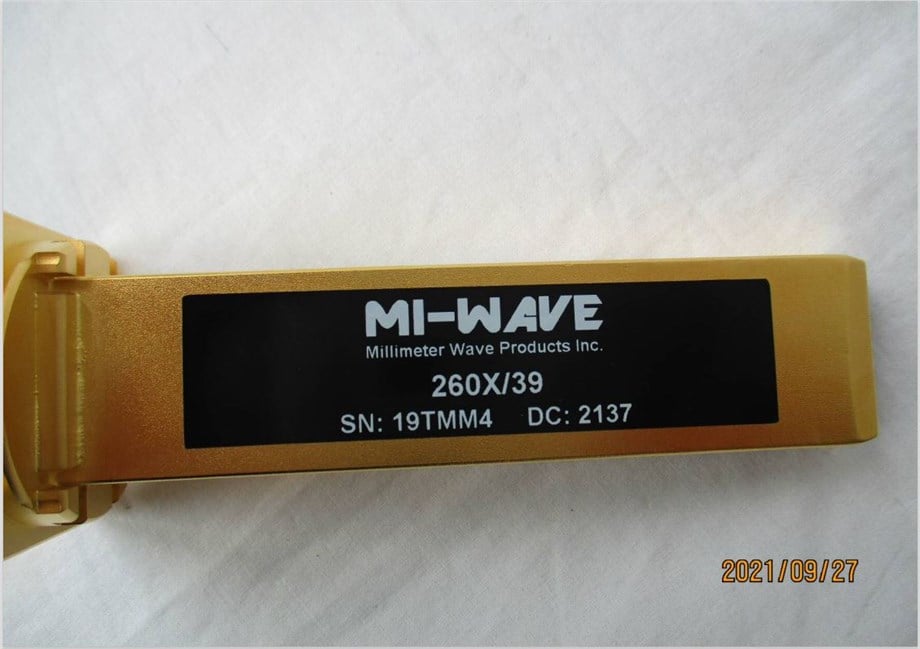 MI-WAVE
Millimeter Wave Products Inc.
260X/39
SN: 19TMM4 DC: 2137
2021/09/27